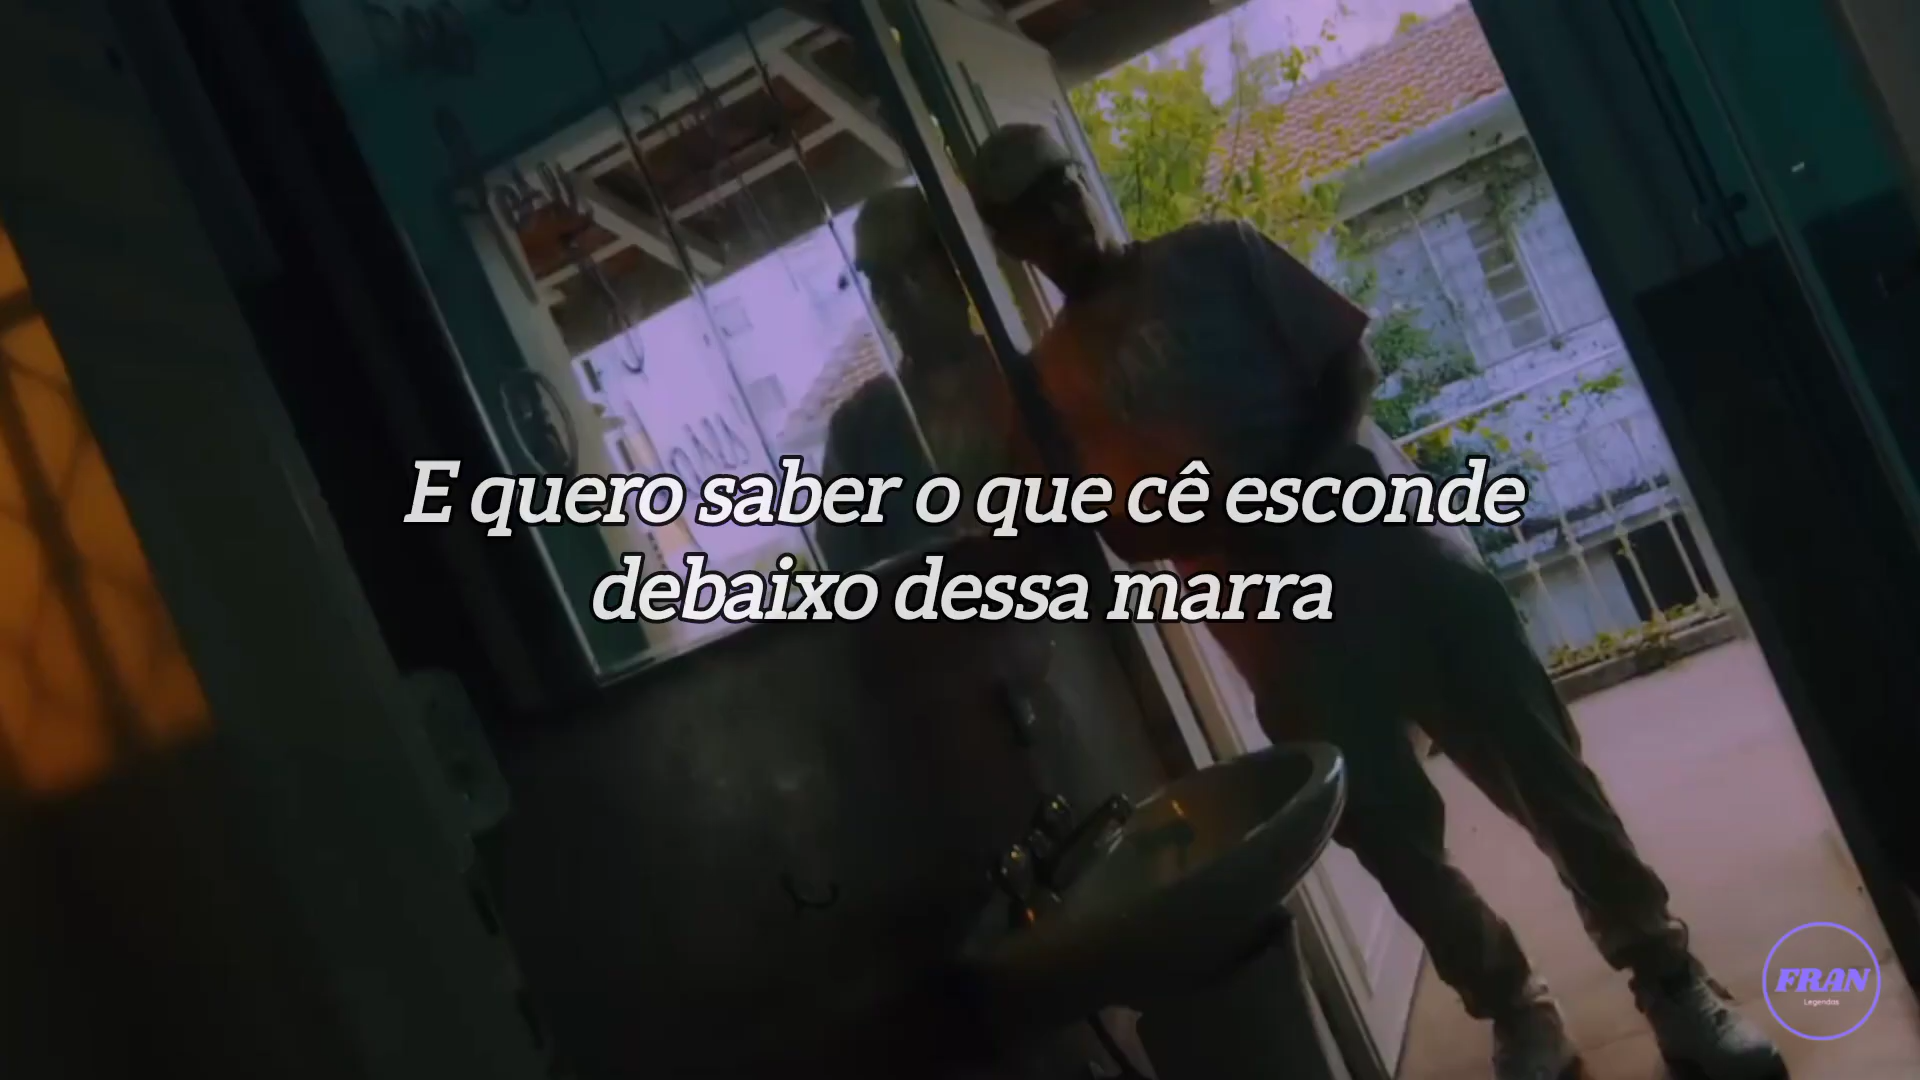 E quero saber o que cê esconde
debaixo dessa marra
FRAN
Legendas